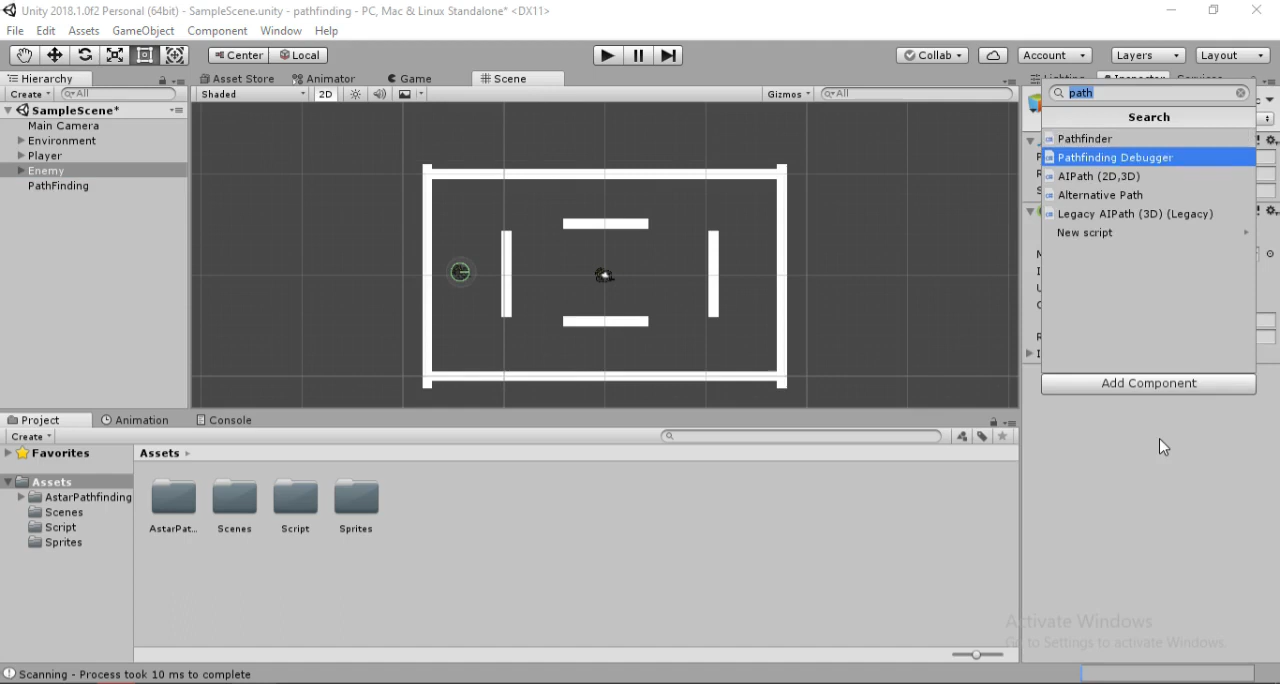 Unity 2018.1.0f2 Personal (64bit) - SampleScene.unity - pathfinding - PC, Mac & Linux Standalone* <DX11>
File Edit Assets GameObject Component Window Help
Center Local Collab Account Layers Layout
Hierarchy Asset Store Animator Game Scene Lighting Inspector Services
Create All Shaded 2D Gizmos All path
SampleScene*
Main Camera
Environment
Player
Enemy
PathFinding
Search
Pathfinder
Pathfinding Debugger
AIPath (2D,3D)
Alternative Path
Legacy AIPath (3D) (Legacy)
New script
Add Component
Project Animation Console
Create
Favorites
Assets
AstarPathfinding
Scenes
Script
Sprites
Assets
AstarPat... Scenes Script Sprites
Activate Windows
Go to Settings to activate Windows.
Scanning - Process took 10 ms to complete